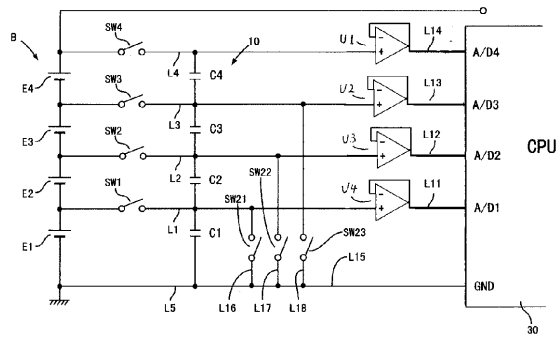 B
SW4
10
U1
L14
A/D4
L4
C4
E4
SW3
U2
L13
A/D3
L3
C3
E3
SW2
U3
L12
A/D2
CPU
L2
C2
SW22
E2
SW1
SW21
U4
L11
A/D1
L1
C1
SW23
E1
L15
GND
L5
L16
L17
L18
30